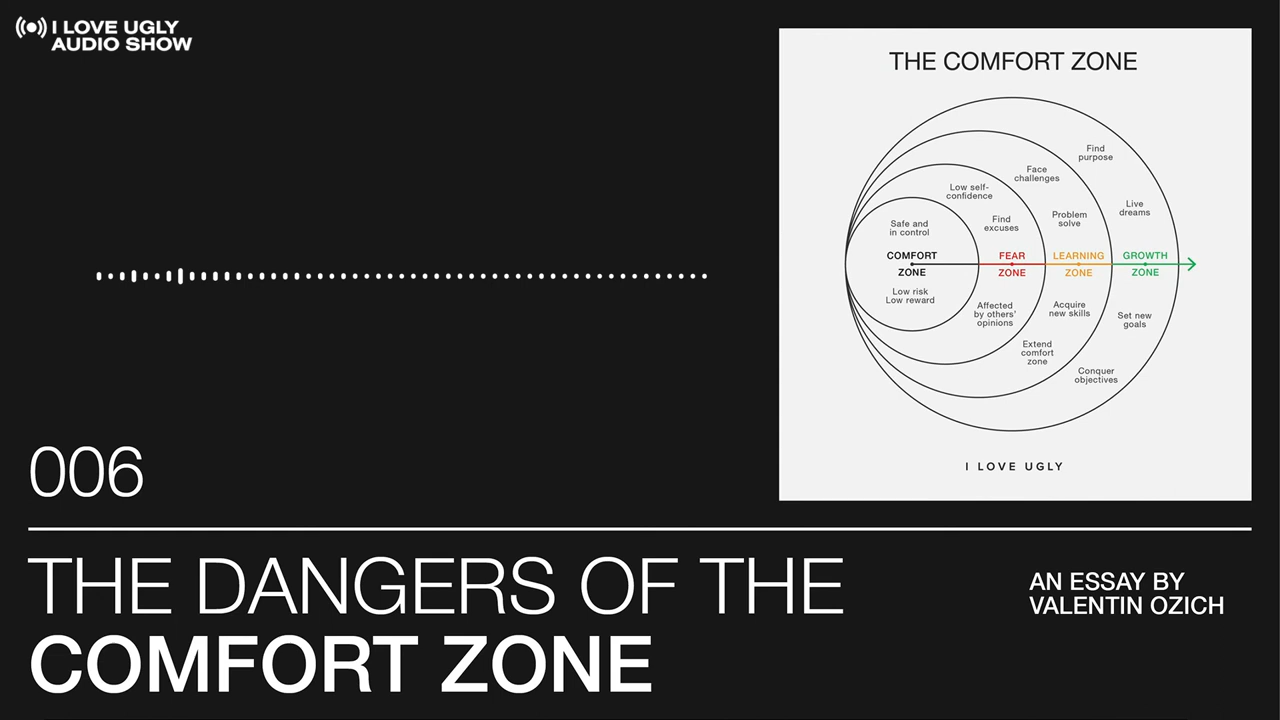 I LOVE UGLY
AUDIO SHOW
THE COMFORT ZONE
Find
purpose
Face
challenges
Low self-
confidence
Live
dreams
Safe and
in control
Find
excuses
Problem
solve
COMFORT
ZONE
FEAR
ZONE
LEARNING
ZONE
GROWTH
ZONE
Low risk
Low reward
Affected
by others'
opinions
Acquire
new skills
Set new
goals
Extend
comfort
zone
Conquer
objectives
I LOVE UGLY
006
THE DANGERS OF THE
COMFORT ZONE
AN ESSAY BY
VALENTIN OZICH